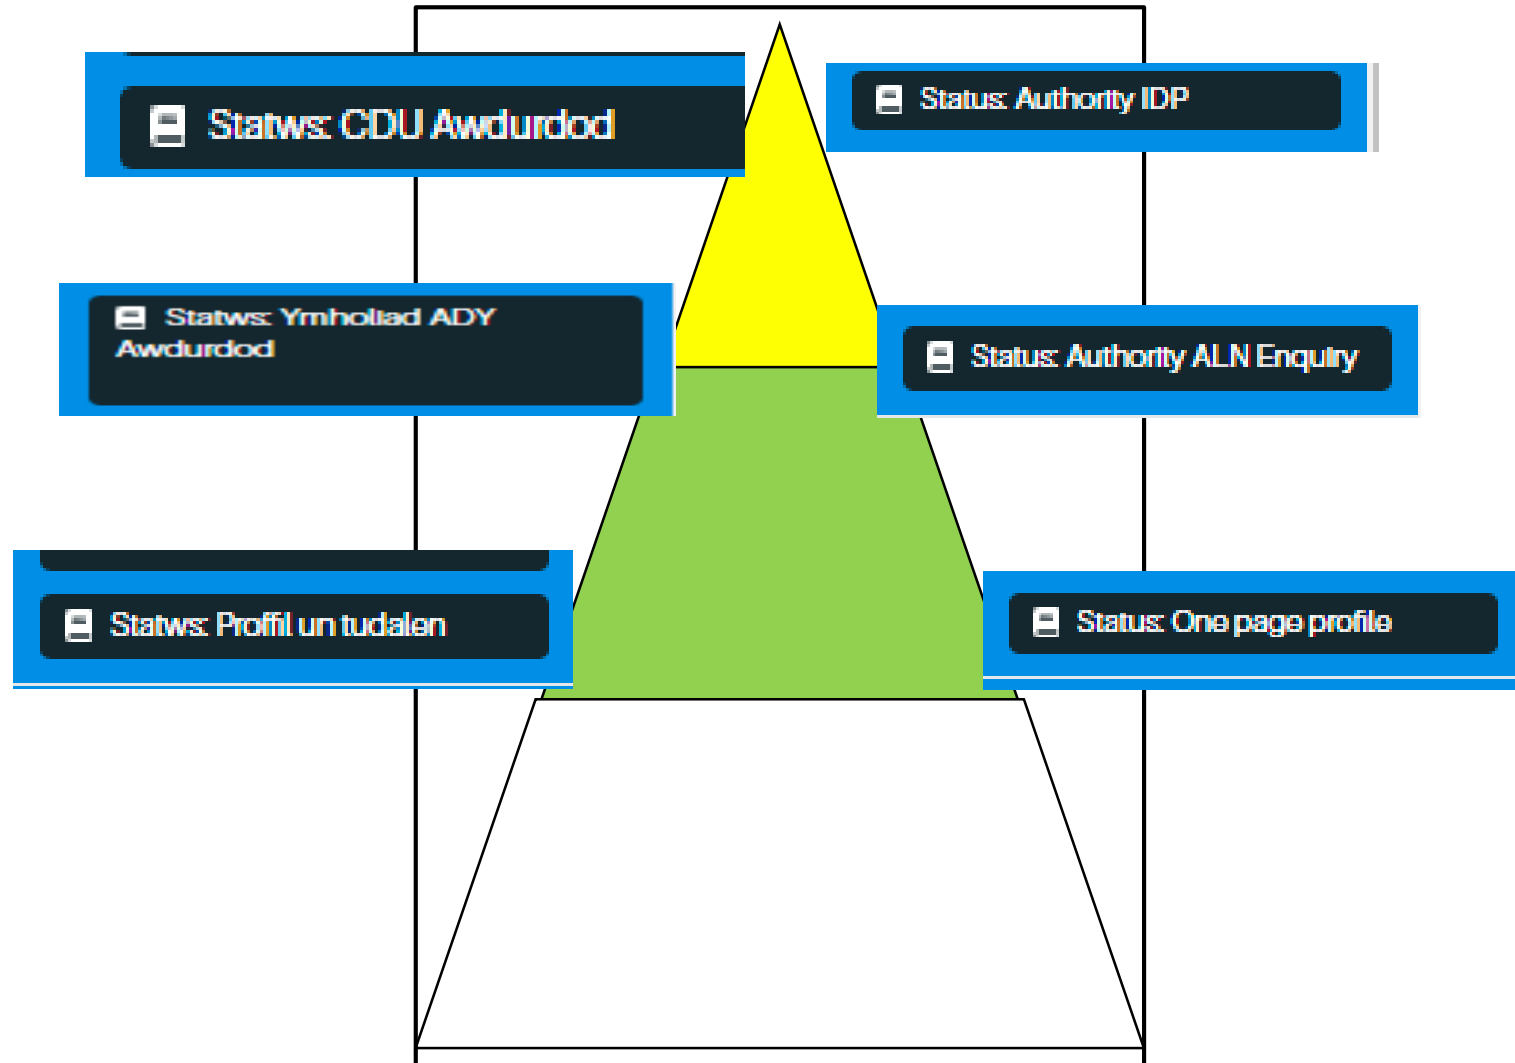 Statws: CDU Awdurdod
Status: Authority IDP
Statws: Ymholiad ADY
Awdurdod
Status: Authority ALN Enquiry
Statws: Proffil un tudalen
Status: One page profile